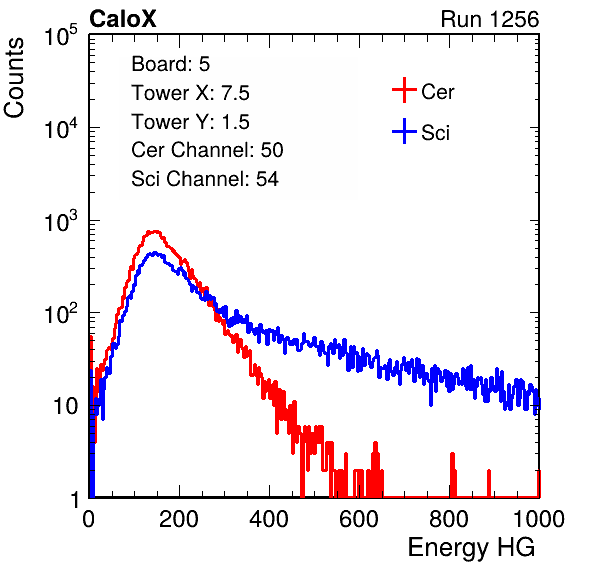 CaloX Run 1256
Counts
10^5
10^4
10^3
10^2
10
1
Board: 5
Tower X: 7.5
Tower Y: 1.5
Cer Channel: 50
Sci Channel: 54
Cer
Sci
0 200 400 600 800 1000
Energy HG